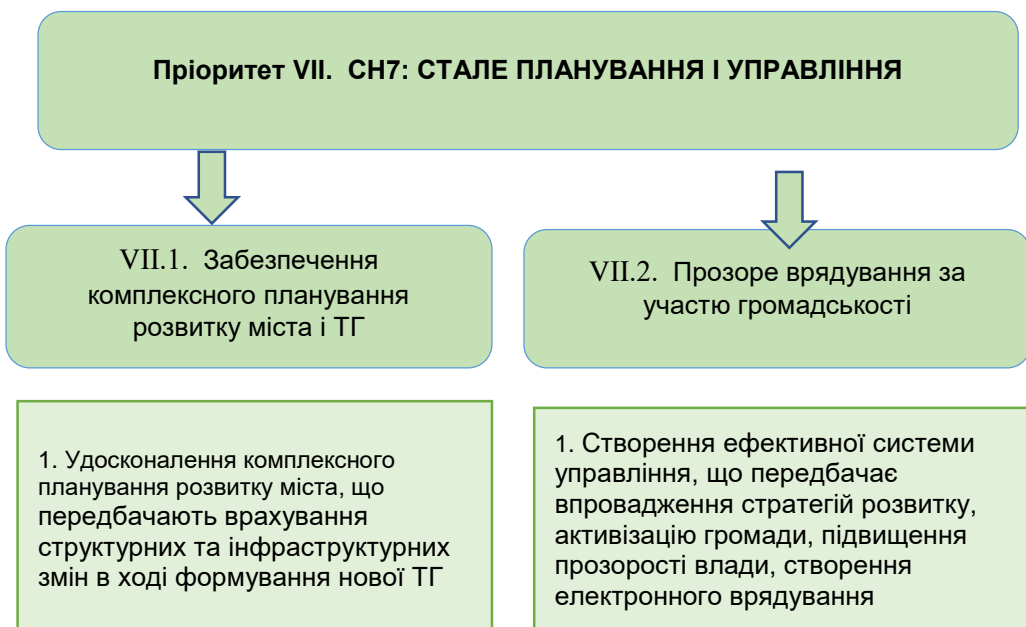 Пріоритет VII. СН7: СТАЛЕ ПЛАНУВАННЯ І УПРАВЛІННЯ
VII.1. Забезпечення
комплексного планування
розвитку міста і ТГ
VII.2. Прозоре врядування за
участю громадськості
1. Удосконалення комплексного
планування розвитку міста, що
передбачають врахування
структурних та інфраструктурних
змін в ході формування нової ТГ
1. Створення ефективної системи
управління, що передбачає
впровадження стратегій розвитку,
активізацію громади, підвищення
прозорості влади, створення
електронного врядування